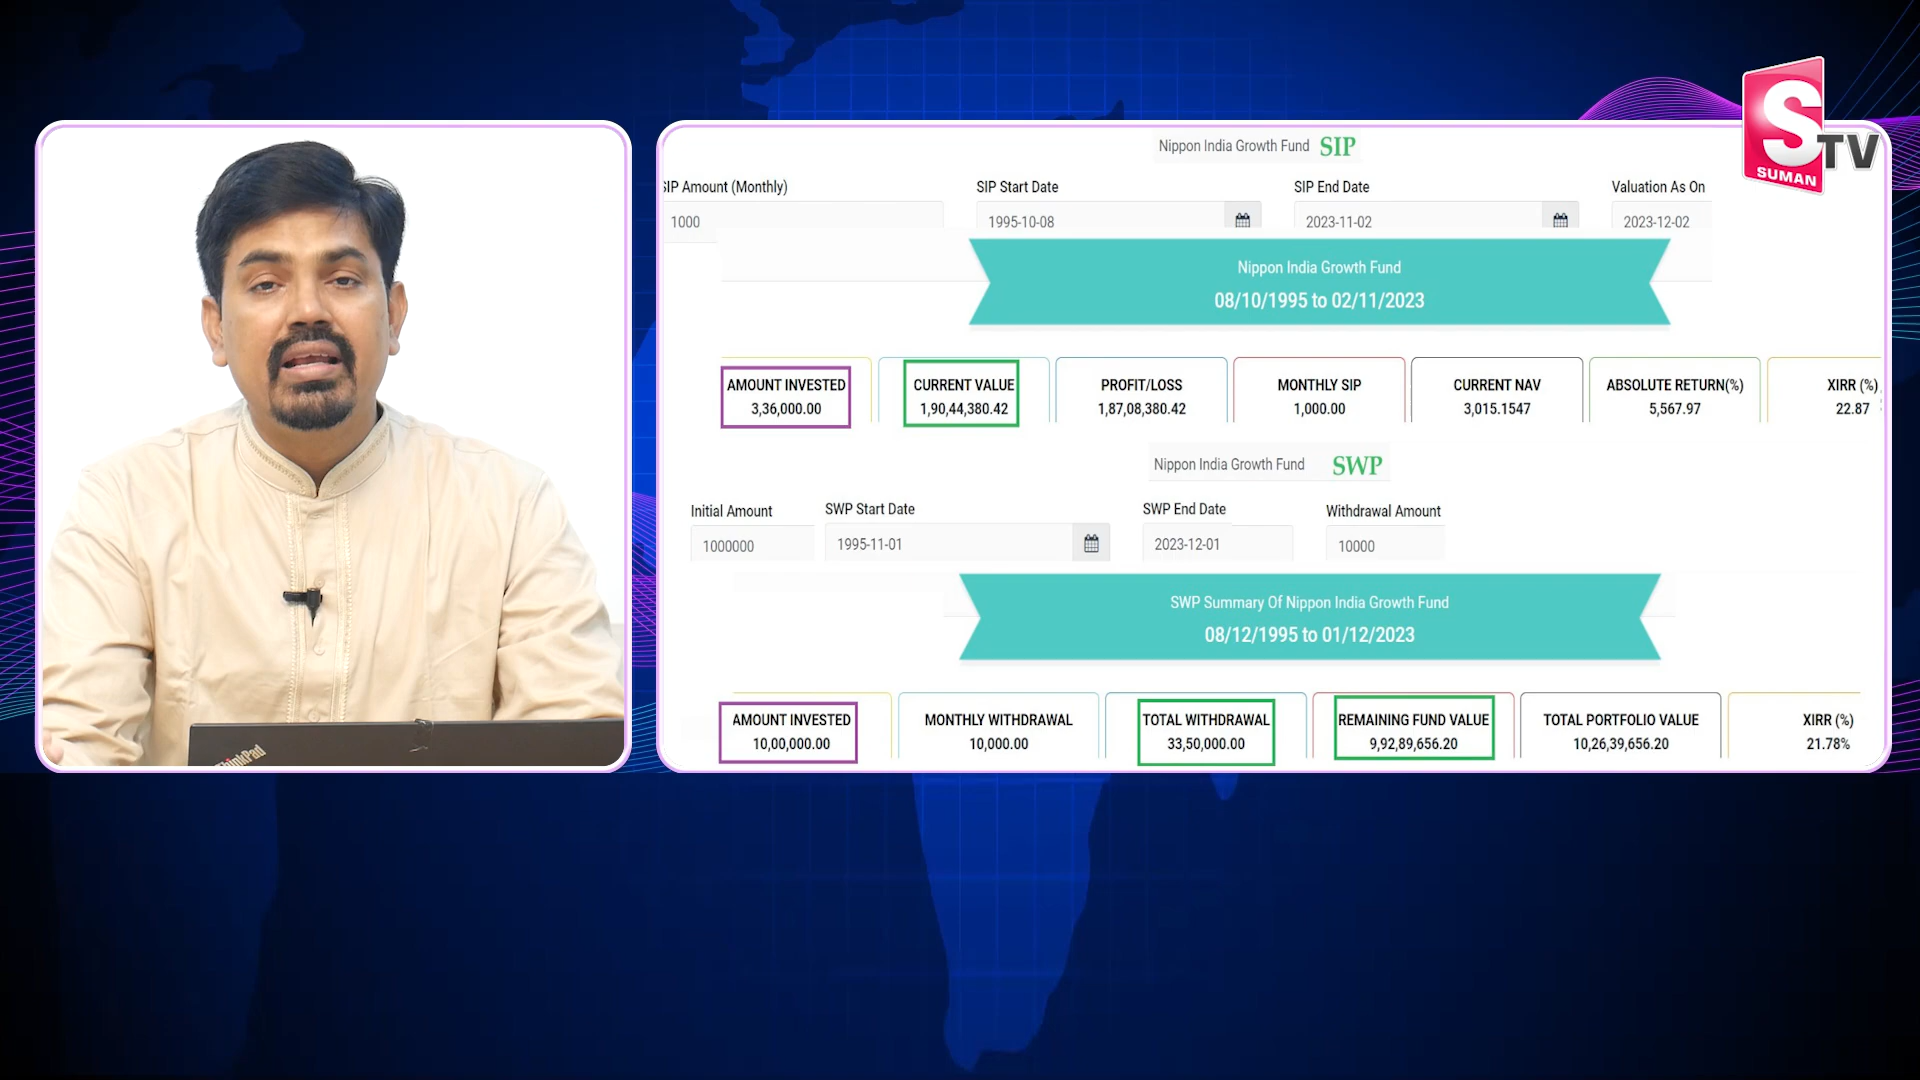 S
TV
SUMAN
Nippon India Growth Fund SIP
SIP Amount (Monthly) SIP Start Date SIP End Date Valuation As On
1000 1995-10-08 2023-11-02 2023-12-02
Nippon India Growth Fund
08/10/1995 to 02/11/2023
AMOUNT INVESTED CURRENT VALUE PROFIT/LOSS MONTHLY SIP CURRENT NAV ABSOLUTE RETURN(%) XIRR (%)
3,36,000.00 1,90,44,380.42 1,87,08,380.42 1,000.00 3,015.1547 5,567.97 22.87
Nippon India Growth Fund SWP
Initial Amount SWP Start Date SWP End Date Withdrawal Amount
1000000 1995-11-01 2023-12-01 10000
SWP Summary Of Nippon India Growth Fund
08/12/1995 to 01/12/2023
AMOUNT INVESTED MONTHLY WITHDRAWAL TOTAL WITHDRAWAL REMAINING FUND VALUE TOTAL PORTFOLIO VALUE XIRR (%)
10,00,000.00 10,000.00 33,50,000.00 9,92,89,656.20 10,26,39,656.20 21.78%
ThinkPad